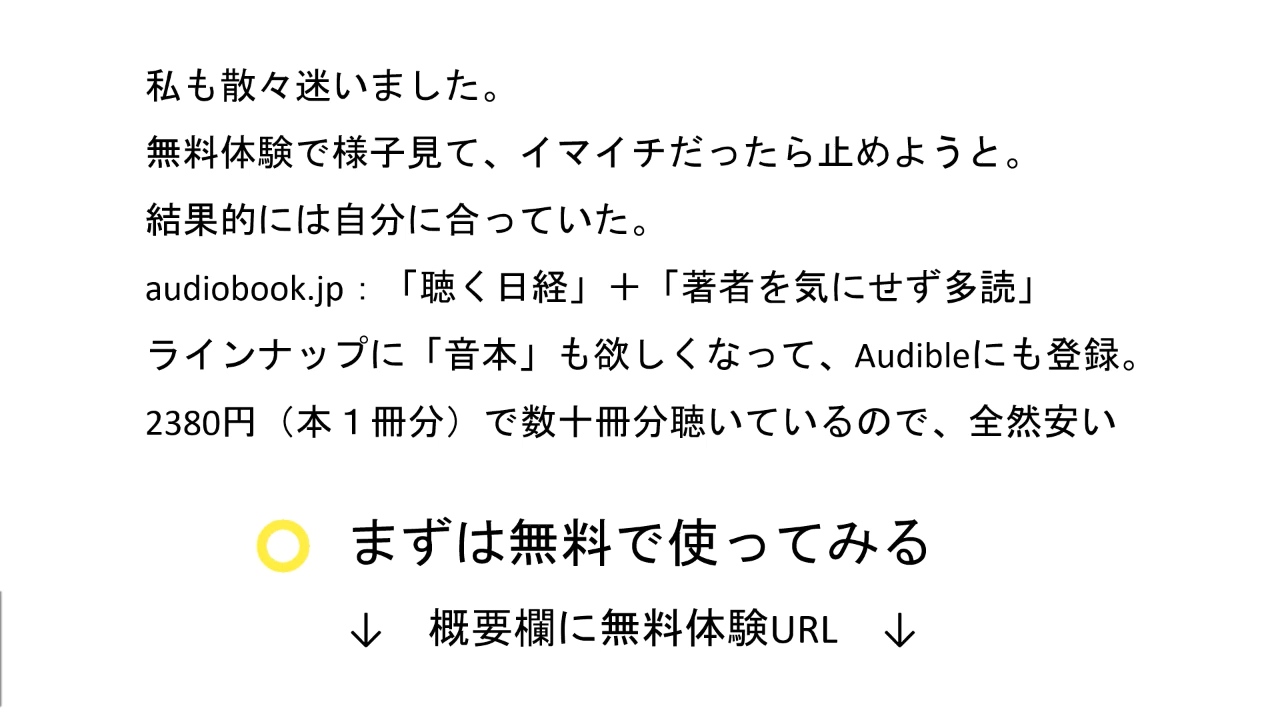 私も散々迷いました。
無料体験で様子見て、イマイチだったら止めようと。
結果的には自分に合っていた。
audiobook.jp：「聴く日経」＋「著者を気にせず多読」
ラインナップに「音本」も欲しくなって、Audibleにも登録。
2380円（本１冊分）で数十冊分聴いているので、全然安い
まずは無料で使ってみる
↓　概要欄に無料体験URL　↓